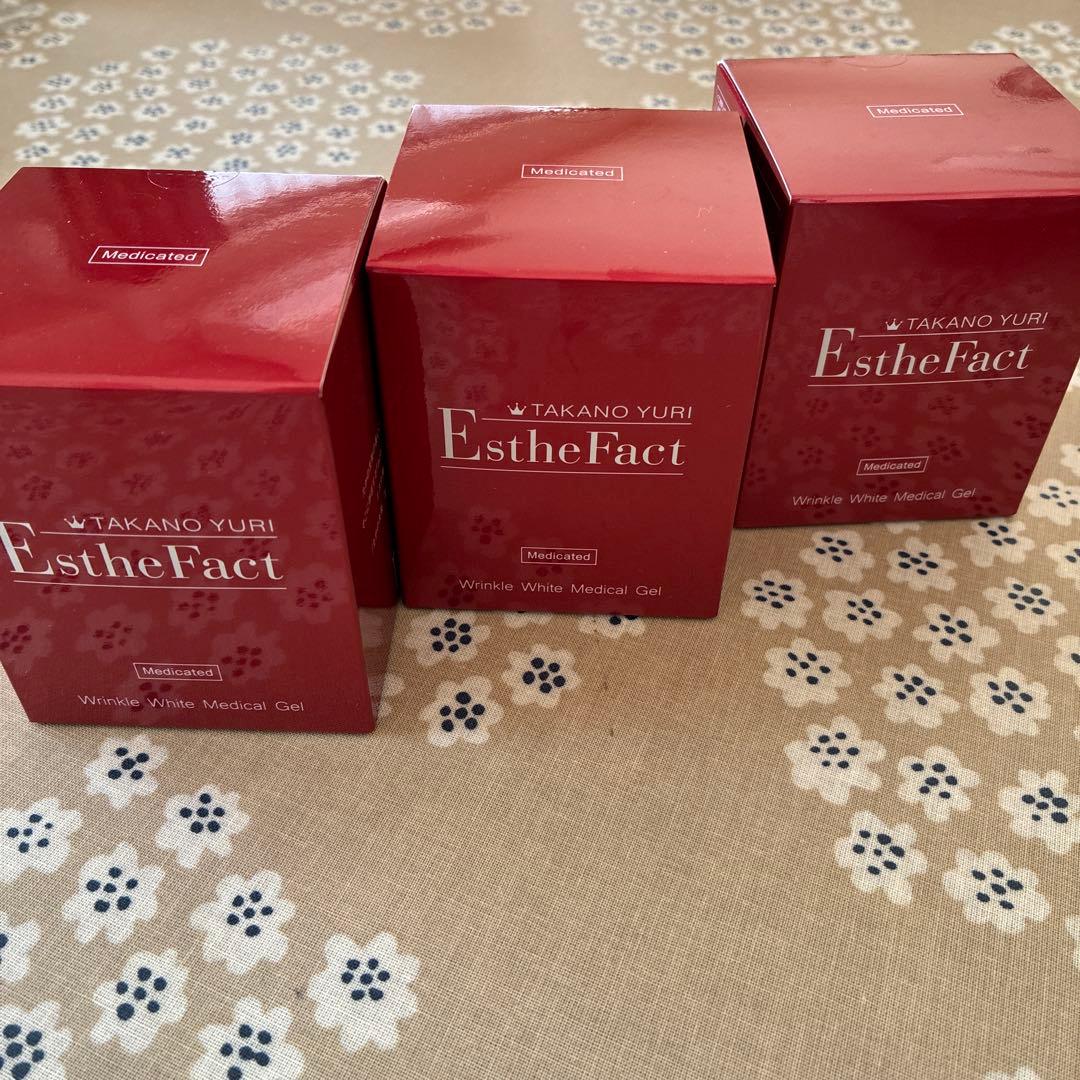 Medicated
TAKANO YURI
EstheFact
Medicated
Wrinkle White Medical Gel
Medicated
TAKANO YURI
EstheFact
Medicated
Wrinkle White Medical Gel
Medicated
TAKANO YURI
EstheFact
Medicated
Wrinkle White Medical Gel